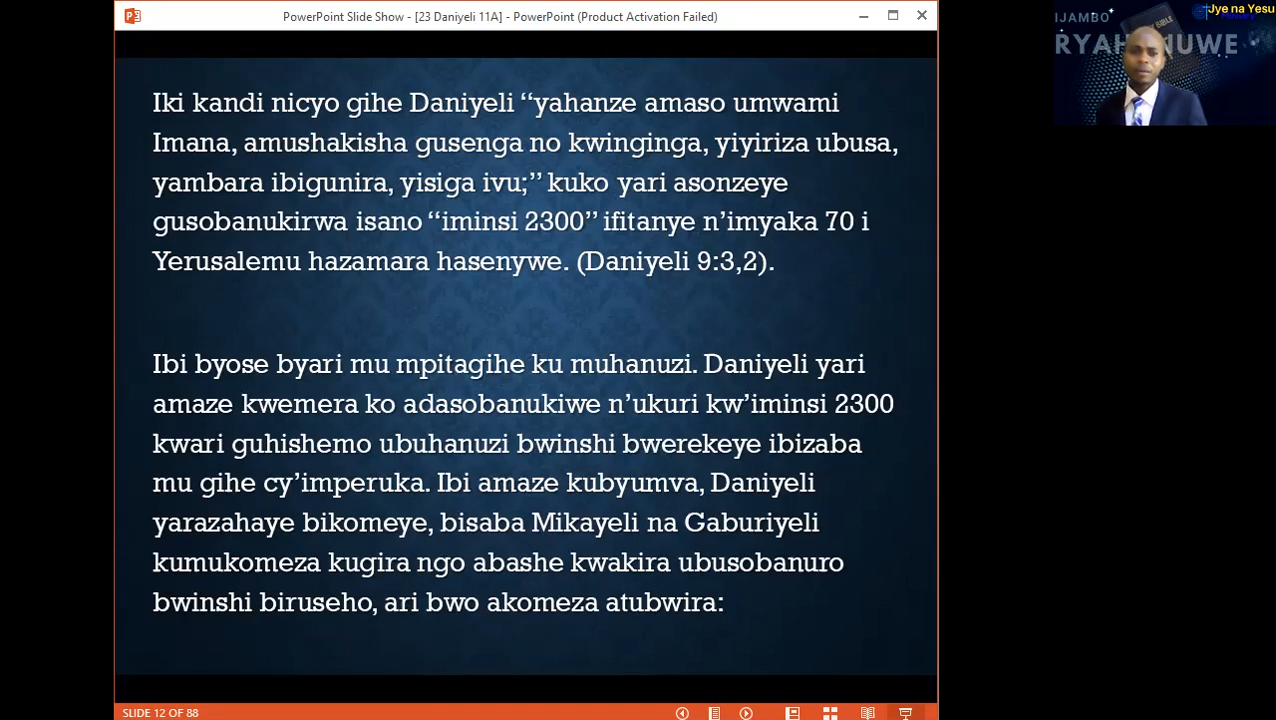 PowerPoint Slide Show - [23 Daniyeli 11A] - PowerPoint (Product Activation Failed)
Iki kandi nicyo gihe Daniyeli “yahanze amaso umwami
Imana, amushakisha gusenga no kwinginga, yiyiriza ubusa,
yambara ibigunira, yisiga ivu;” kuko yari asonzeye
gusobanukirwa isano “iminsi 2300” ifitanye n’imyaka 70 i
Yerusalemu hazamara hasenywe. (Daniyeli 9:3,2).
Ibi byose byari mu mpitagihe ku muhanuzi. Daniyeli yari
amaze kwemera ko adasobanukiwe n’ukuri kw’iminsi 2300
kwari guhishemo ubuhanuzi bwinshi bwerekeye ibizaba
mu gihe cy’imperuka. Ibi amaze kubyumva, Daniyeli
yarazahaye bikomeye, bisaba Mikayeli na Gaburiyeli
kumukomeza kugira ngo abashe kwakira ubusobanuro
bwinshi biruseho, ari bwo akomeza atubwira:
SLIDE 12 OF 88
IJAMBO
BIBLE
Jye na Yesu